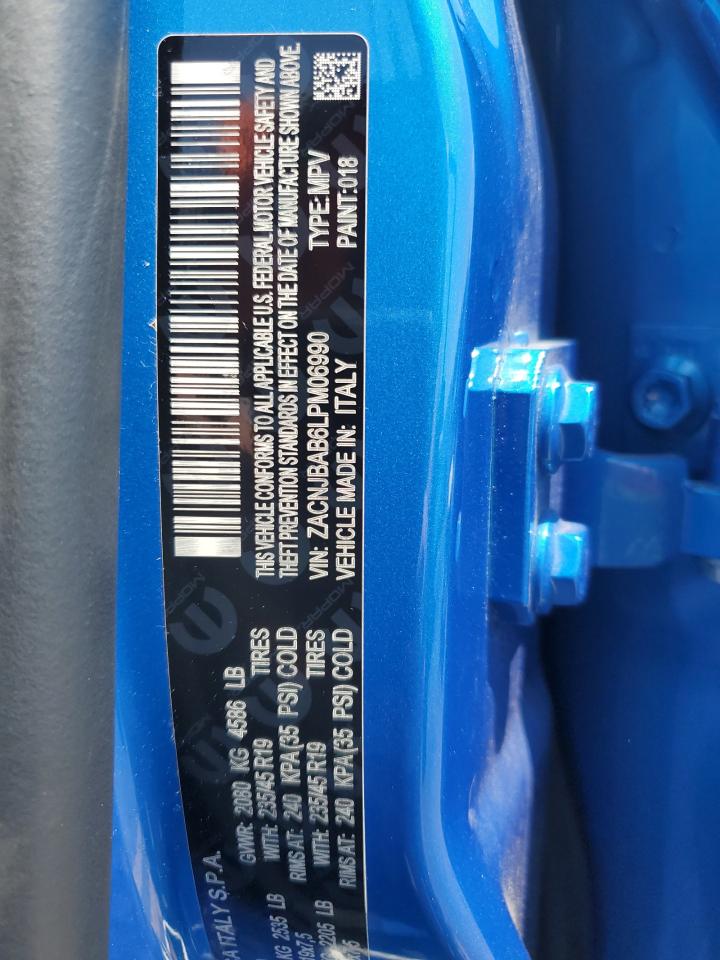 A ITALY S.P.A.
GVWR: 2080 KG 4586 LB
KG 2535 LB WITH: 235/45 R19 TIRES
RIMS AT: 240 KPA(35 PSI) COLD
2205 LB WITH: 235/45 R19 TIRES
RIMS AT: 240 KPA(35 PSI) COLD
THIS VEHICLE CONFORMS TO ALL APPLICABLE U.S. FEDERAL MOTOR VEHICLE SAFETY AND
THEFT PREVENTION STANDARDS IN EFFECT ON THE DATE OF MANUFACTURE SHOWN ABOVE.
VIN: ZACNJBAB6LPM06990 TYPE: MPV
VEHICLE MADE IN: ITALY PAINT: 018
MOPAR